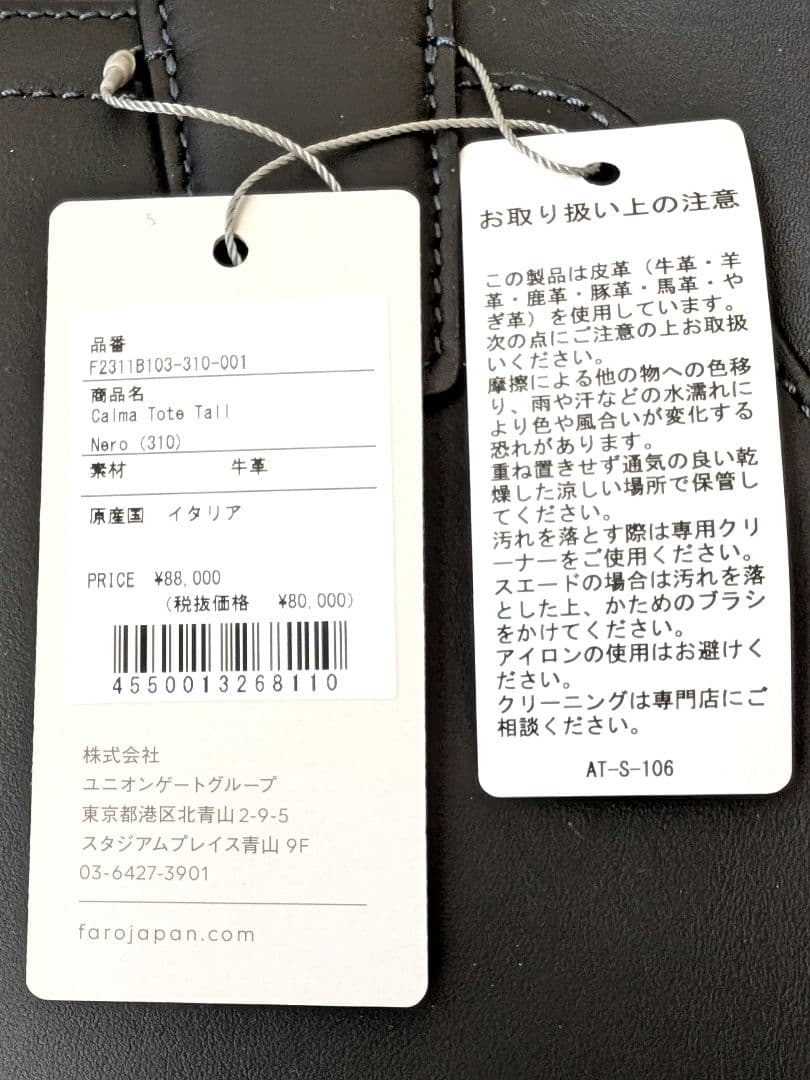 品番
F2311B103-310-001
商品名
Calma Tote Tall
Nero (310)
素材 牛革
原産国 イタリア
PRICE ¥88,000
(税抜価格 ¥80,000)
4550013268110
株式会社
ユニオンゲートグループ
東京都港区北青山2-9-5
スタジアムプレイス青山 9F
03-6427-3901
farojapan.com
お取り扱い上の注意
この製品は皮革（牛革・羊
革・鹿革・豚革・馬革・や
ぎ革）を使用しています。
次の点にご注意の上お取扱
いください。
摩擦による他の物への色移
り、雨や汗などの水濡れに
より色や風合いが変化する
恐れがあります。
重ね置きせず通気の良い乾
燥した涼しい場所で保管し
てください。
汚れを落とす際は専用クリ
ーナーをご使用ください。
スエードの場合は汚れを落
とした上、かためのブラシ
をかけてください。
アイロンの使用はお避けく
ださい。
クリーニングは専門店にご
相談ください。
AT-S-106